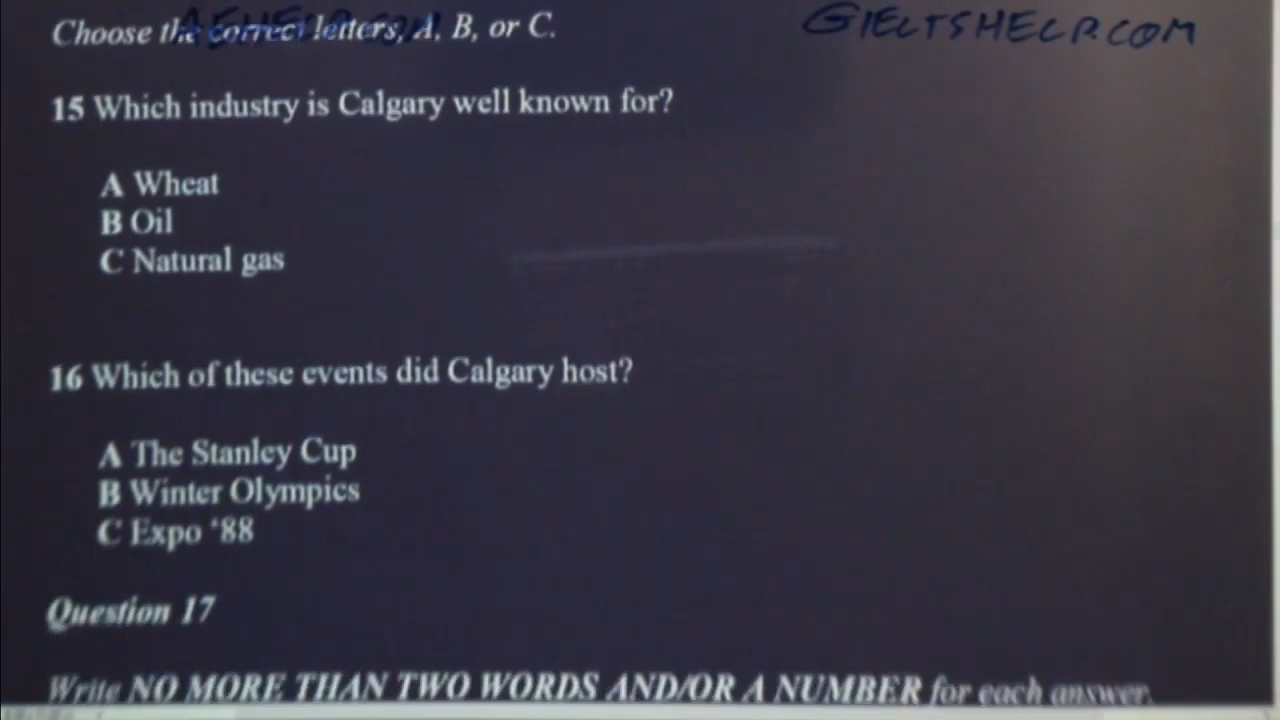 Choose the correct letters, A, B, or C.
GIELTSHELP.COM
15 Which industry is Calgary well known for?
A Wheat
B Oil
C Natural gas
16 Which of these events did Calgary host?
A The Stanley Cup
B Winter Olympics
C Expo '88
Question 17
Write NO MORE THAN TWO WORDS AND/OR A NUMBER for each answer.